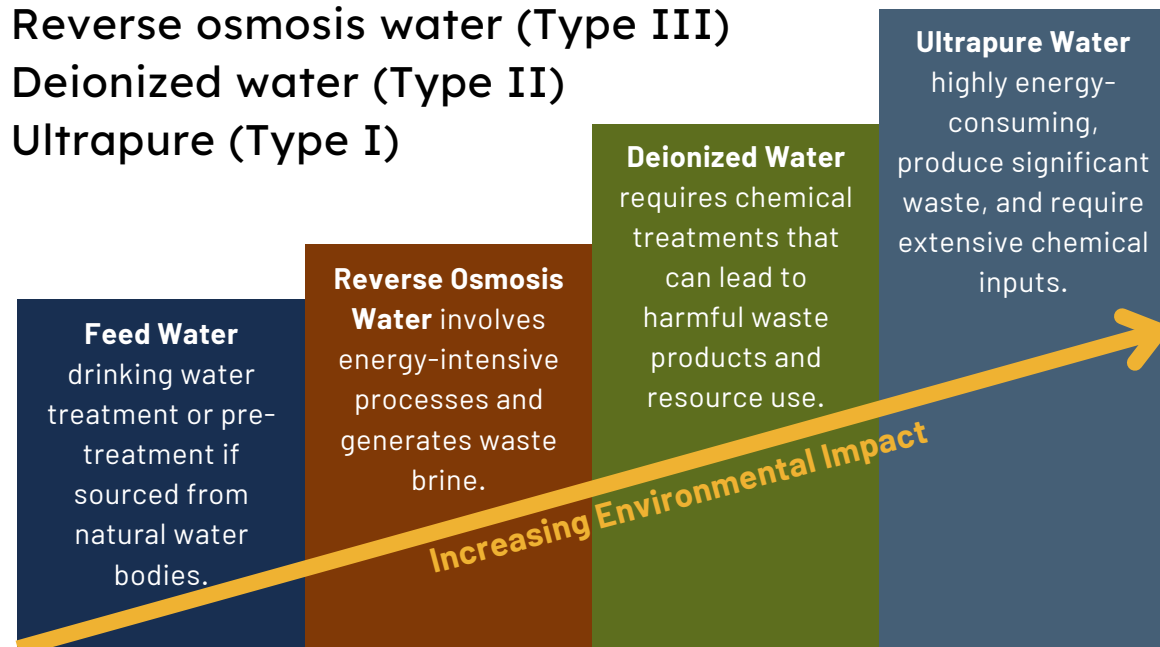 Reverse osmosis water (Type III)
Deionized water (Type II)
Ultrapure (Type I)
Feed Water
drinking water
treatment or pre-
treatment if
sourced from
natural water
bodies.
Reverse Osmosis
Water involves
energy-intensive
processes and
generates waste
brine.
Deionized Water
requires chemical
treatments that
can lead to
harmful waste
products and
resource use.
Ultrapure Water
highly energy-
consuming,
produce significant
waste, and require
extensive chemical
inputs.
Increasing Environmental Impact